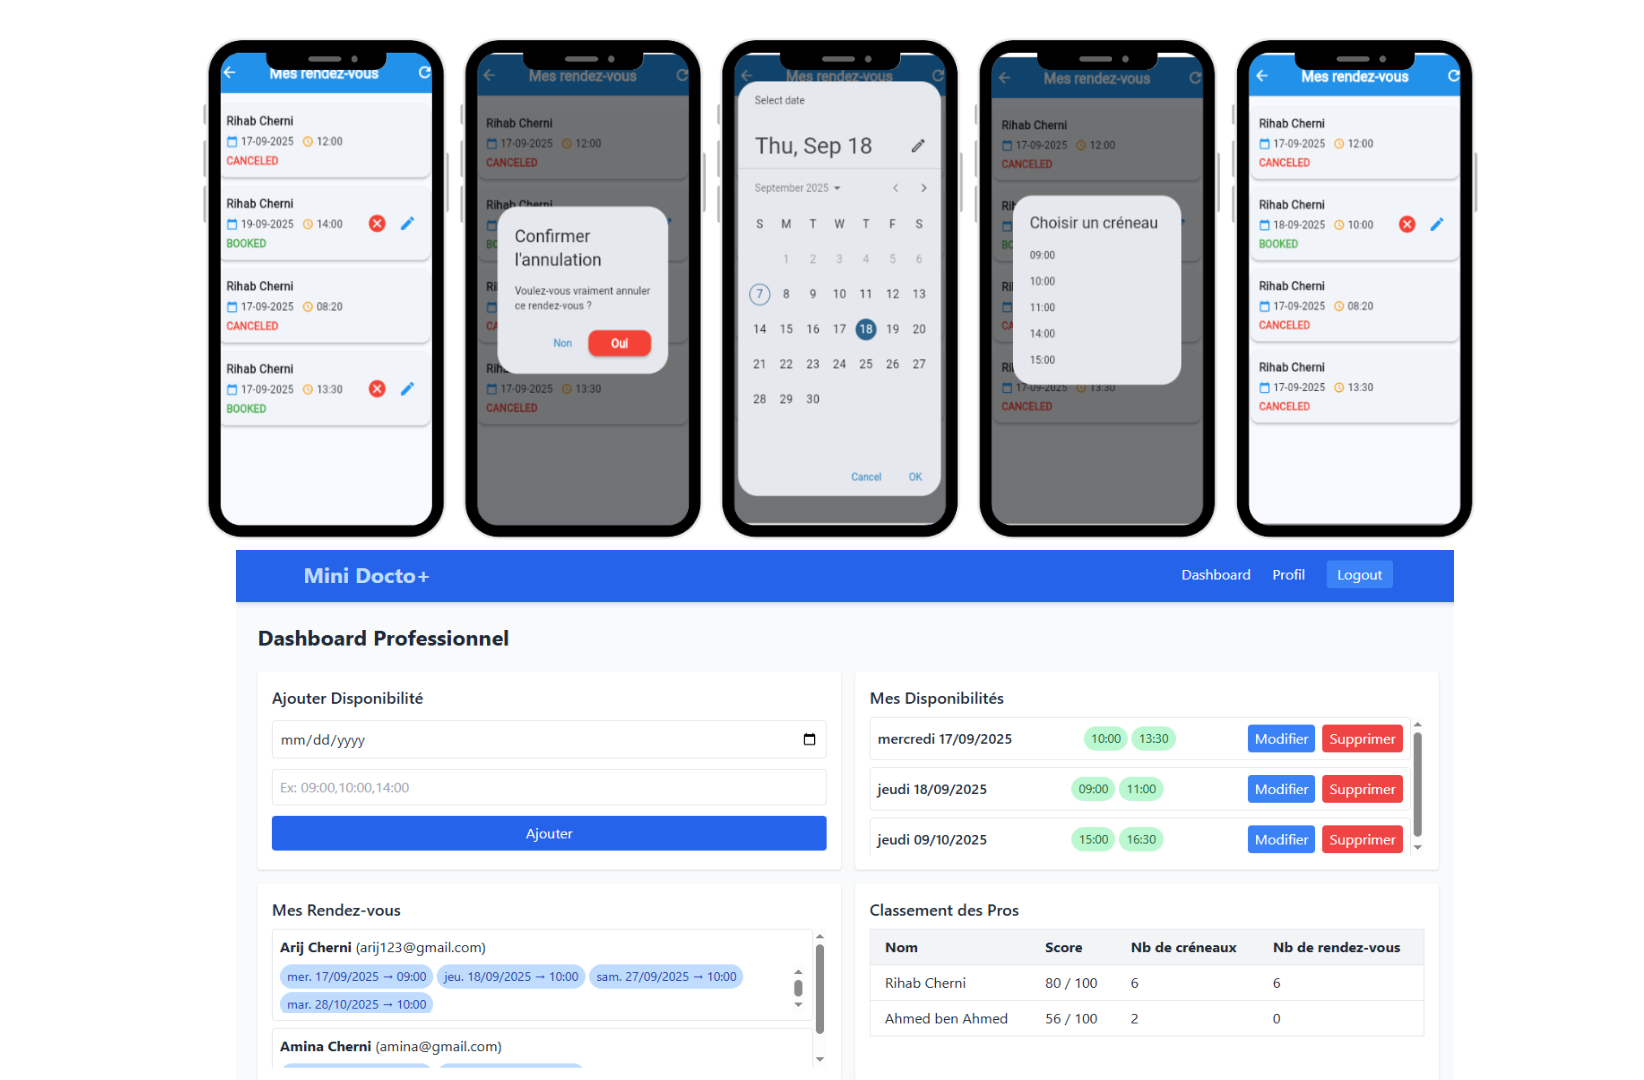 Mes rendez-vous
Rihab Cherni
17-09-2025 12:00
CANCELED
Rihab Cherni
19-09-2025 14:00
BOOKED
Rihab Cherni
17-09-2025 08:20
CANCELED
Rihab Cherni
17-09-2025 13:30
BOOKED
Mes rendez-vous
Rihab Cherni
17-09-2025 12:00
CANCELED
Rihab Cherni
Confirmer
l'annulation
Voulez-vous vraiment annuler
ce rendez-vous ?
Non Oui
17-09-2025 13:30
CANCELED
Mes rendez-vous
Select date
Thu, Sep 18
September 2025
S M T W T F S
1 2 3 4 5 6
7 8 9 10 11 12 13
14 15 16 17 18 19 20
21 22 23 24 25 26 27
28 29 30
Cancel OK
Mes rendez-vous
Rihab Cherni
17-09-2025 12:00
CANCELED
Choisir un créneau
09:00
10:00
11:00
14:00
15:00
17-09-2025 13:30
CANCELED
Mes rendez-vous
Rihab Cherni
17-09-2025 12:00
CANCELED
Rihab Cherni
18-09-2025 10:00
BOOKED
Rihab Cherni
17-09-2025 08:20
CANCELED
Rihab Cherni
17-09-2025 13:30
CANCELED
Mini Docto+ Dashboard Profil Logout
Dashboard Professionnel
Ajouter Disponibilité
mm/dd/yyyy
Ex: 09:00,10:00,14:00
Ajouter
Mes Disponibilités
mercredi 17/09/2025 10:00 13:30 Modifier Supprimer
jeudi 18/09/2025 09:00 11:00 Modifier Supprimer
jeudi 09/10/2025 15:00 16:30 Modifier Supprimer
Mes Rendez-vous
Arij Cherni (arij123@gmail.com)
mer. 17/09/2025 → 09:00 jeu. 18/09/2025 → 10:00 sam. 27/09/2025 → 10:00
mar. 28/10/2025 → 10:00
Amina Cherni (amina@gmail.com)
Classement des Pros
Nom Score Nb de créneaux Nb de rendez-vous
Rihab Cherni 80 / 100 6 6
Ahmed ben Ahmed 56 / 100 2 0